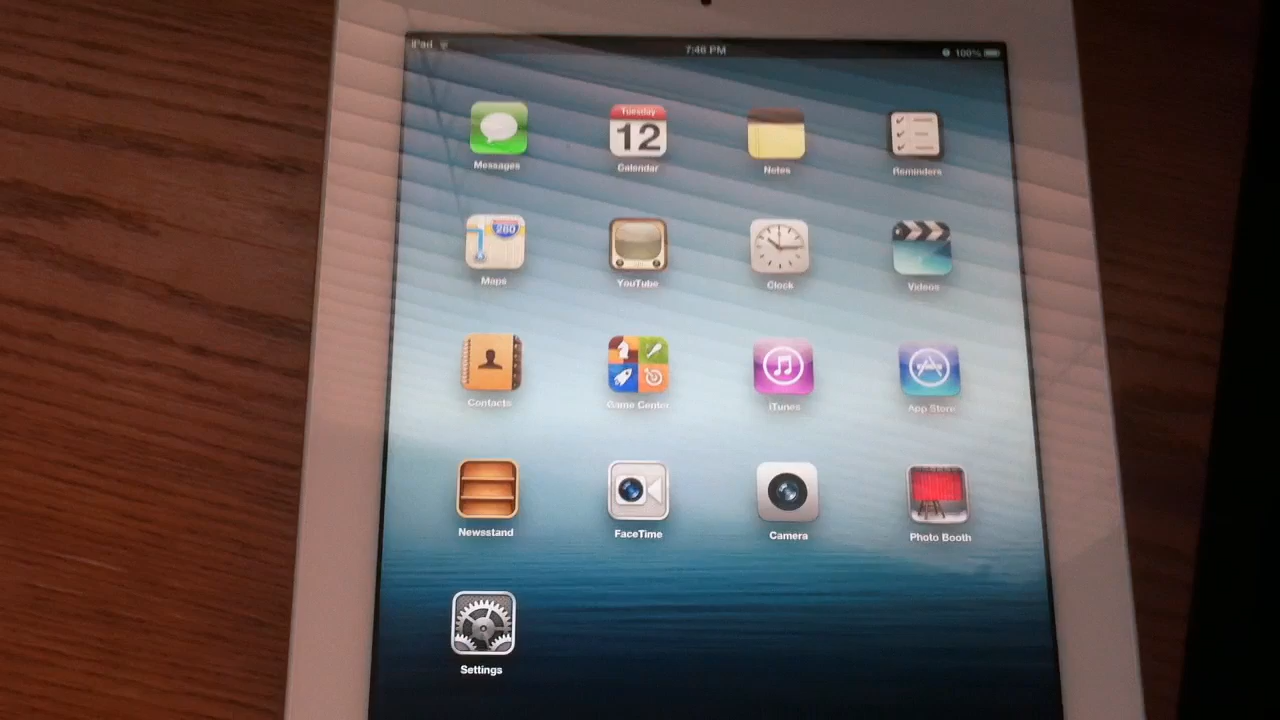 iPad 7:46 PM 100%
Tuesday
12
Messages Calendar Notes Reminders
280
Maps YouTube Clock Videos
Contacts Game Center iTunes App Store
Newsstand FaceTime Camera Photo Booth
Settings